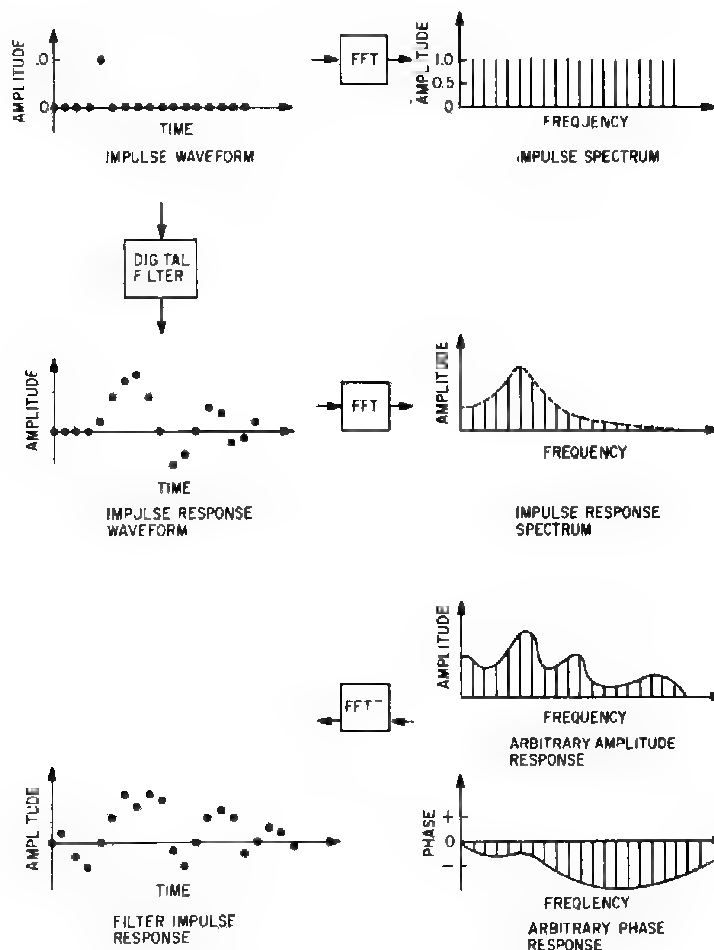 AMPLITUDE
.0
0
TIME
IMPULSE WAVEFORM
FFT
AMPLITUDE
1.0
0.5
0
FREQUENCY
IMPULSE SPECTRUM
DIGITAL
FILTER
AMPLITUDE
TIME
IMPULSE RESPONSE
WAVEFORM
FFT
AMPLITUDE
FREQUENCY
IMPULSE RESPONSE
SPECTRUM
AMPLITUDE
FREQUENCY
ARBITRARY AMPLITUDE
RESPONSE
AMPLITUDE
TIME
FILTER IMPULSE
RESPONSE
PHASE
+
0
−
FREQUENCY
ARBITRARY PHASE
RESPONSE